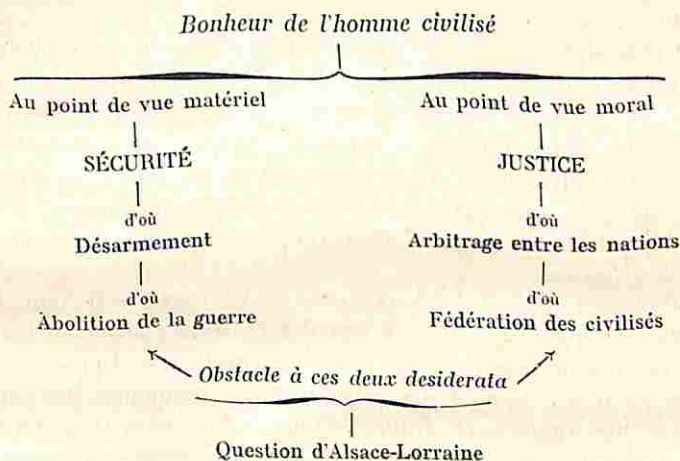 Bonheur de l'homme civilisé
Au point de vue matériel
SÉCURITÉ
d'où
Désarmement
d'où
Abolition de la guerre
Au point de vue moral
JUSTICE
d'où
Arbitrage entre les nations
d'où
Fédération des civilisés
Obstacle à ces deux desiderata
Question d'Alsace-Lorraine